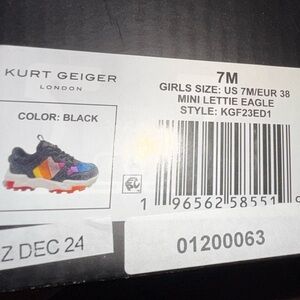 KURT GEIGER
LONDON
COLOR: BLACK
7M
GIRLS SIZE: US 7M/EUR 38
MINI LETTIE EAGLE
STYLE: KGF23ED1
1 96562 58551
Z DEC 24
01200063